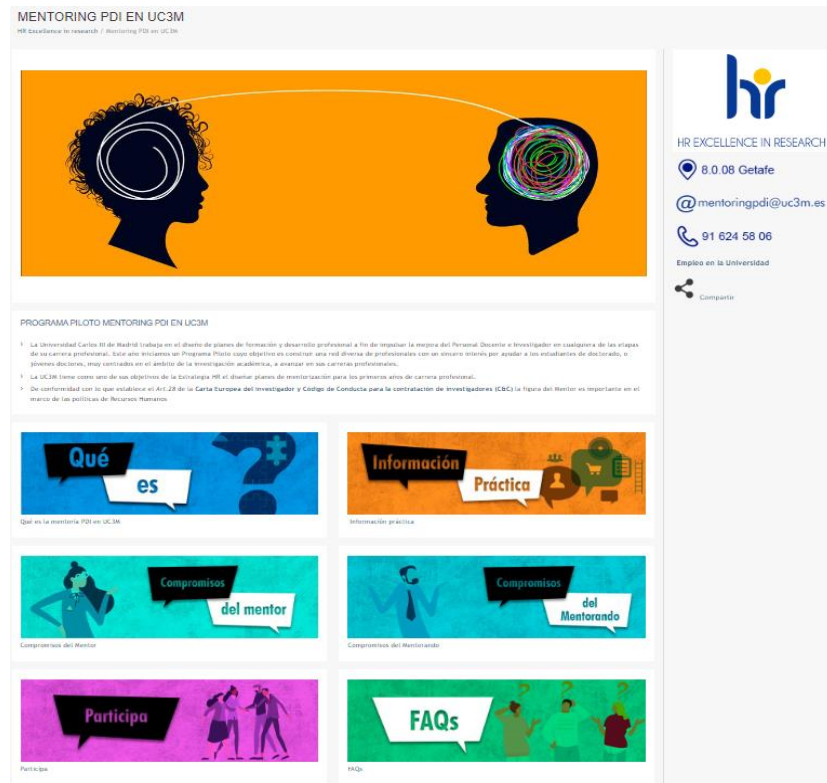 MENTORING PDI EN UC3M
HR Excellence in research / Mentoring PDI en UC3M
hr
HR EXCELLENCE IN RESEARCH
8.0.08 Getafe
@mentoringpdi@uc3m.es
91 624 58 06
Empleo en la Universidad
Compartir
PROGRAMA PILOTO MENTORING PDI EN UC3M
La Universidad Carlos III de Madrid trabaja en el diseño de planes de formación y desarrollo profesional a fin de impulsar la mejora del Personal Docente e Investigador en cualquiera de las etapas
de su carrera profesional. Este año iniciamos un Programa Piloto cuyo objetivo es construir una red diversa de profesionales con un sincero interés por ayudar a los estudiantes de doctorado, o
jóvenes doctores, muy centrados en el ámbito de la investigación académica, a avanzar en sus carreras profesionales.
La UC3M tiene como uno de sus objetivos de la Estrategia HR el diseñar planes de mentorización para los primeros años de carrera profesional.
De conformidad con lo que establece el Art.28 de la Carta Europea del Investigador y Código de Conducta para la contratación de investigadores (C&C) la figura del Mentor es importante en el
marco de las políticas de Recursos Humanos
Qué
es
Qué es la mentoría PDI en UC3M
Información
Práctica
Información práctica
Compromisos
del mentor
Compromisos del Mentor
Compromisos
del
Mentorando
Compromisos del Mentorando
Participa
Participa
FAQs
FAQs